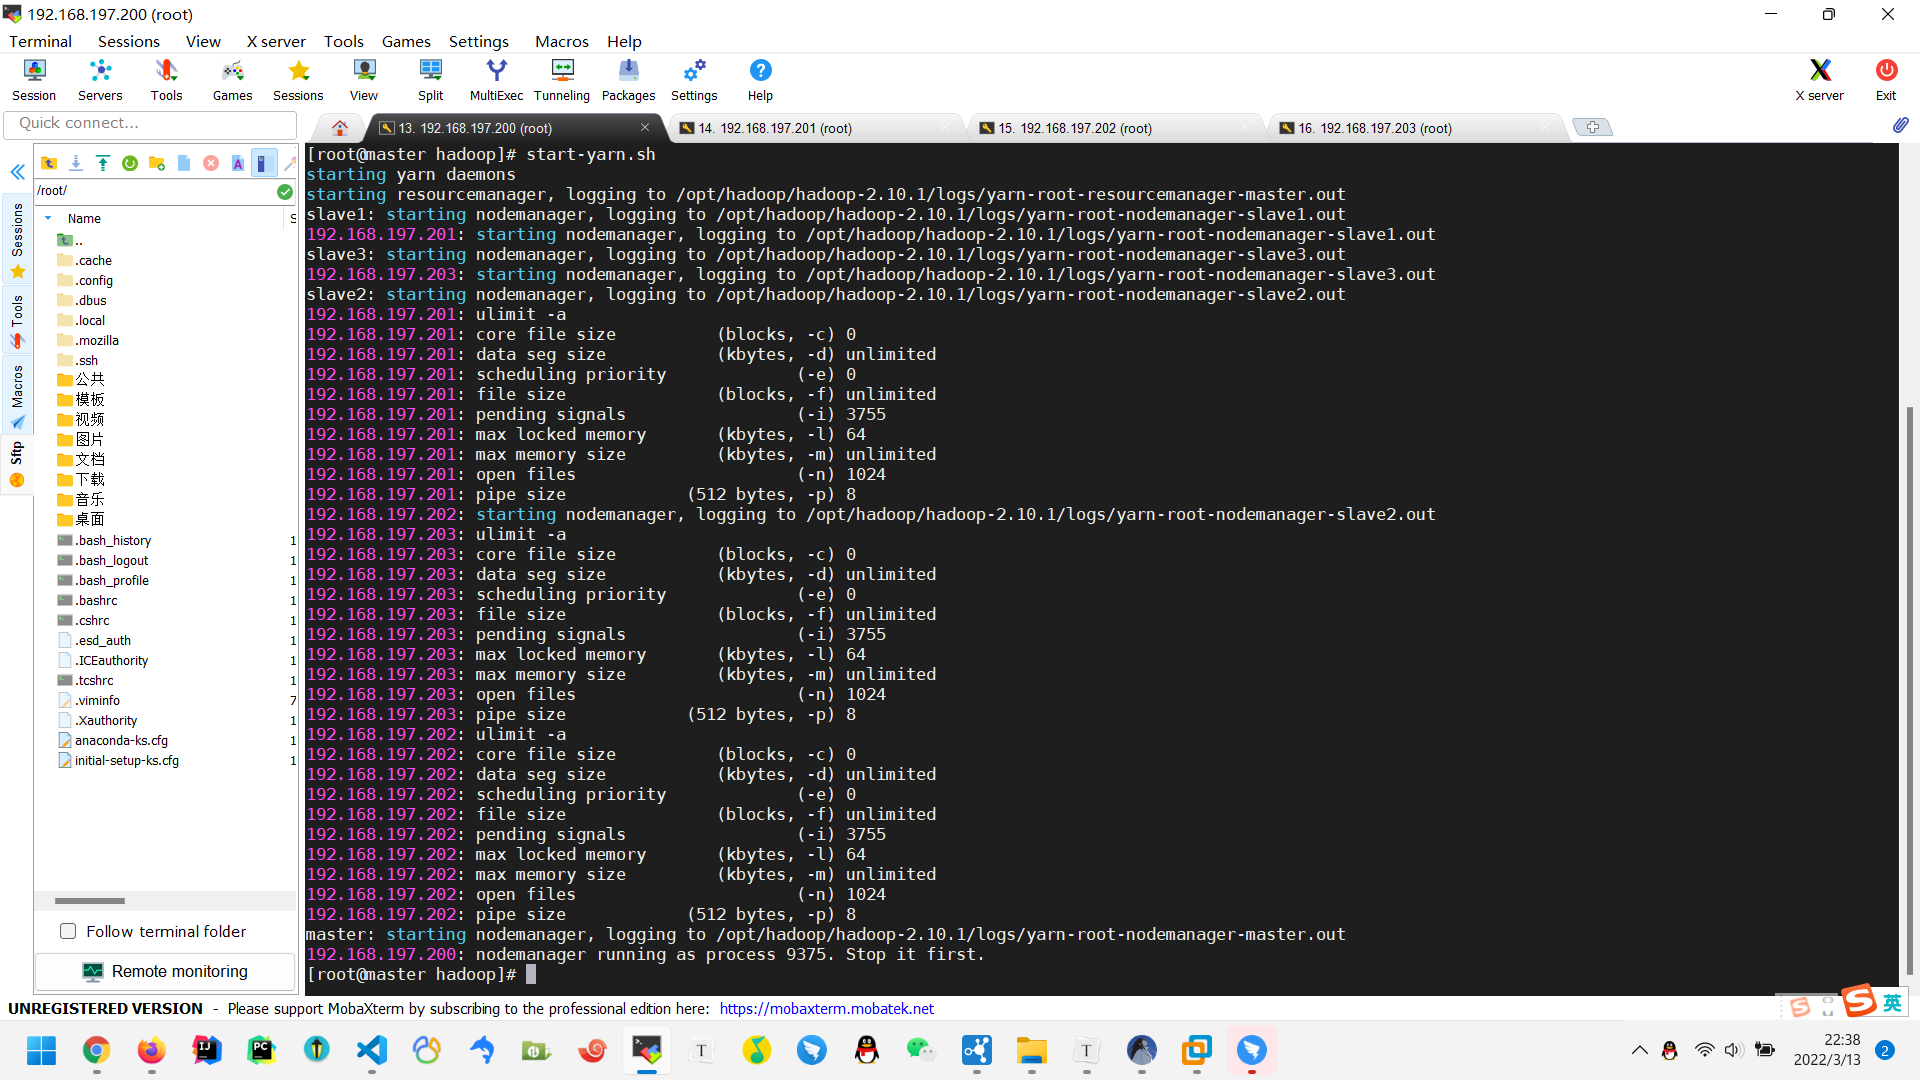 192.168.197.200 (root)
Terminal Sessions View X server Tools Games Settings Macros Help
Session Servers Tools Games Sessions View Split MultiExec Tunneling Packages Settings Help X server Exit
Quick connect...
13. 192.168.197.200 (root) 14. 192.168.197.201 (root) 15. 192.168.197.202 (root) 16. 192.168.197.203 (root)
/root/
Name S
..
.cache
.config
.dbus
.local
.mozilla
.ssh
公共
模板
视频
图片
文档
下载
音乐
桌面
.bash_history 1
.bash_logout 1
.bash_profile 1
.bashrc 1
.cshrc 1
.esd_auth 1
.ICEauthority 1
.tcshrc 1
.viminfo 7
.Xauthority 1
anaconda-ks.cfg 1
initial-setup-ks.cfg 1
Sessions
Tools
Macros
Sftp
Follow terminal folder
Remote monitoring
[root@master hadoop]# start-yarn.sh
starting yarn daemons
starting resourcemanager, logging to /opt/hadoop/hadoop-2.10.1/logs/yarn-root-resourcemanager-master.out
slave1: starting nodemanager, logging to /opt/hadoop/hadoop-2.10.1/logs/yarn-root-nodemanager-slave1.out
192.168.197.201: starting nodemanager, logging to /opt/hadoop/hadoop-2.10.1/logs/yarn-root-nodemanager-slave1.out
slave3: starting nodemanager, logging to /opt/hadoop/hadoop-2.10.1/logs/yarn-root-nodemanager-slave3.out
192.168.197.203: starting nodemanager, logging to /opt/hadoop/hadoop-2.10.1/logs/yarn-root-nodemanager-slave3.out
slave2: starting nodemanager, logging to /opt/hadoop/hadoop-2.10.1/logs/yarn-root-nodemanager-slave2.out
192.168.197.201: ulimit -a
192.168.197.201: core file size (blocks, -c) 0
192.168.197.201: data seg size (kbytes, -d) unlimited
192.168.197.201: scheduling priority (-e) 0
192.168.197.201: file size (blocks, -f) unlimited
192.168.197.201: pending signals (-i) 3755
192.168.197.201: max locked memory (kbytes, -l) 64
192.168.197.201: max memory size (kbytes, -m) unlimited
192.168.197.201: open files (-n) 1024
192.168.197.201: pipe size (512 bytes, -p) 8
192.168.197.202: starting nodemanager, logging to /opt/hadoop/hadoop-2.10.1/logs/yarn-root-nodemanager-slave2.out
192.168.197.203: ulimit -a
192.168.197.203: core file size (blocks, -c) 0
192.168.197.203: data seg size (kbytes, -d) unlimited
192.168.197.203: scheduling priority (-e) 0
192.168.197.203: file size (blocks, -f) unlimited
192.168.197.203: pending signals (-i) 3755
192.168.197.203: max locked memory (kbytes, -l) 64
192.168.197.203: max memory size (kbytes, -m) unlimited
192.168.197.203: open files (-n) 1024
192.168.197.203: pipe size (512 bytes, -p) 8
192.168.197.202: ulimit -a
192.168.197.202: core file size (blocks, -c) 0
192.168.197.202: data seg size (kbytes, -d) unlimited
192.168.197.202: scheduling priority (-e) 0
192.168.197.202: file size (blocks, -f) unlimited
192.168.197.202: pending signals (-i) 3755
192.168.197.202: max locked memory (kbytes, -l) 64
192.168.197.202: max memory size (kbytes, -m) unlimited
192.168.197.202: open files (-n) 1024
192.168.197.202: pipe size (512 bytes, -p) 8
master: starting nodemanager, logging to /opt/hadoop/hadoop-2.10.1/logs/yarn-root-nodemanager-master.out
192.168.197.200: nodemanager running as process 9375. Stop it first.
[root@master hadoop]#
UNREGISTERED VERSION - Please support MobaXterm by subscribing to the professional edition here: https://mobaxterm.mobatek.net
英
22:38
2022/3/13
2